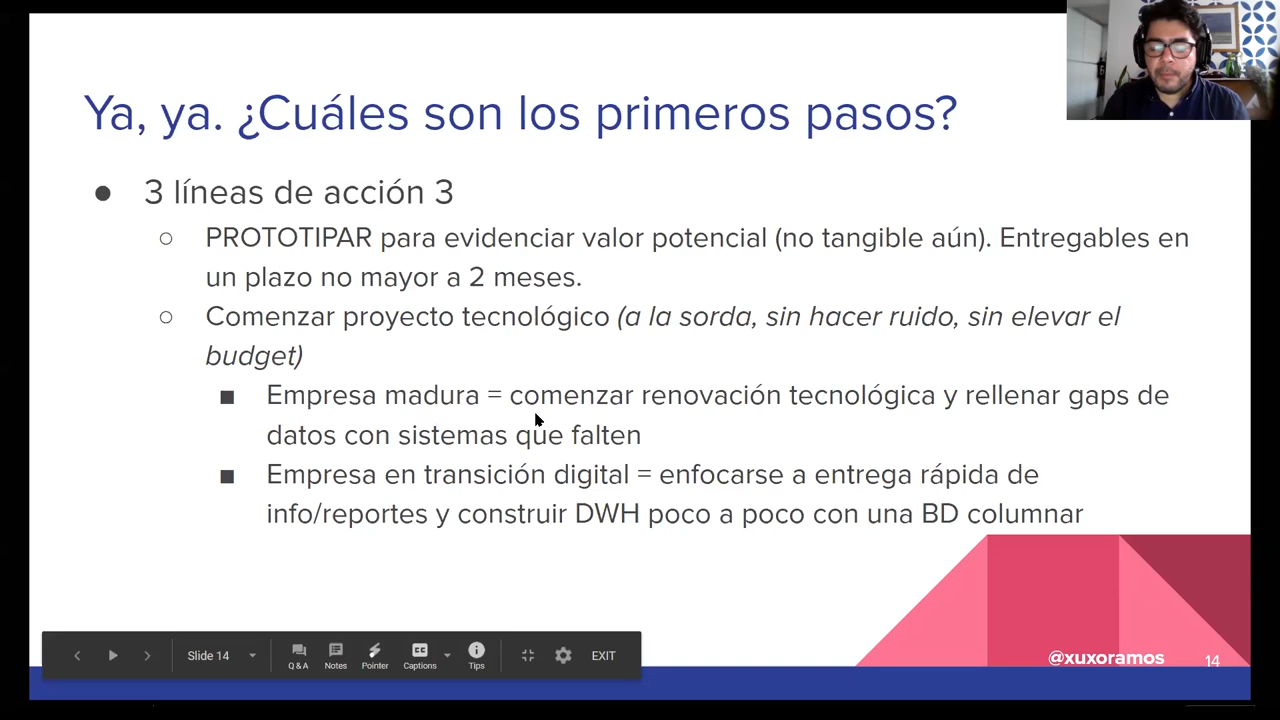 Ya, ya. ¿Cuáles son los primeros pasos?
● 3 líneas de acción 3
○ PROTOTIPAR para evidenciar valor potencial (no tangible aún). Entregables en
un plazo no mayor a 2 meses.
○ Comenzar proyecto tecnológico (a la sorda, sin hacer ruido, sin elevar el
budget)
■ Empresa madura = comenzar renovación tecnológica y rellenar gaps de
datos con sistemas que falten
■ Empresa en transición digital = enfocarse a entrega rápida de
info/reportes y construir DWH poco a poco con una BD columnar
Slide 14
Q & A
Notes
Pointer
Captions
Tips
EXIT
@xuxoramos
14